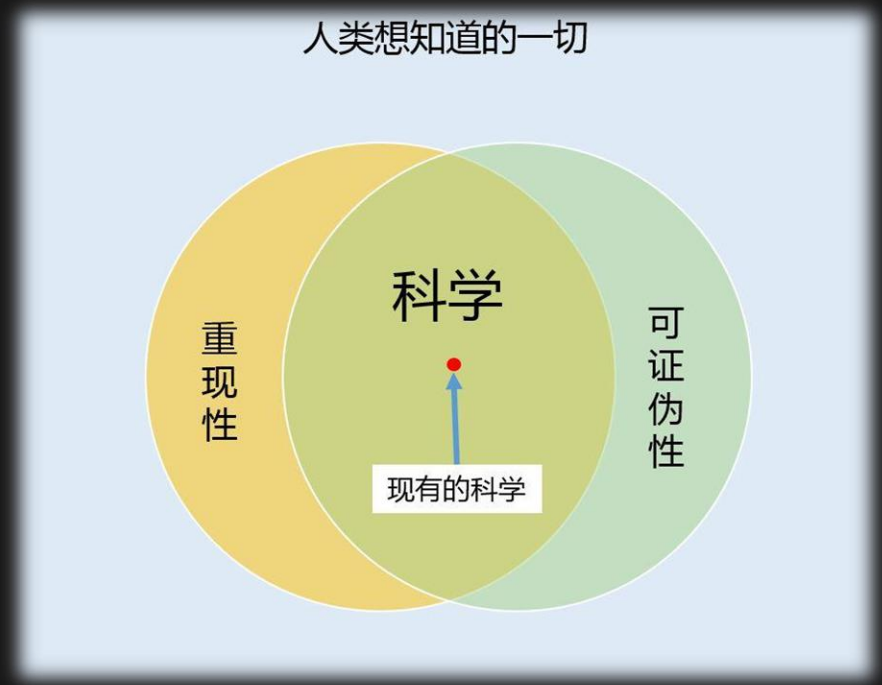 人类想知道的一切
科学
重现性
可证伪性
现有的科学